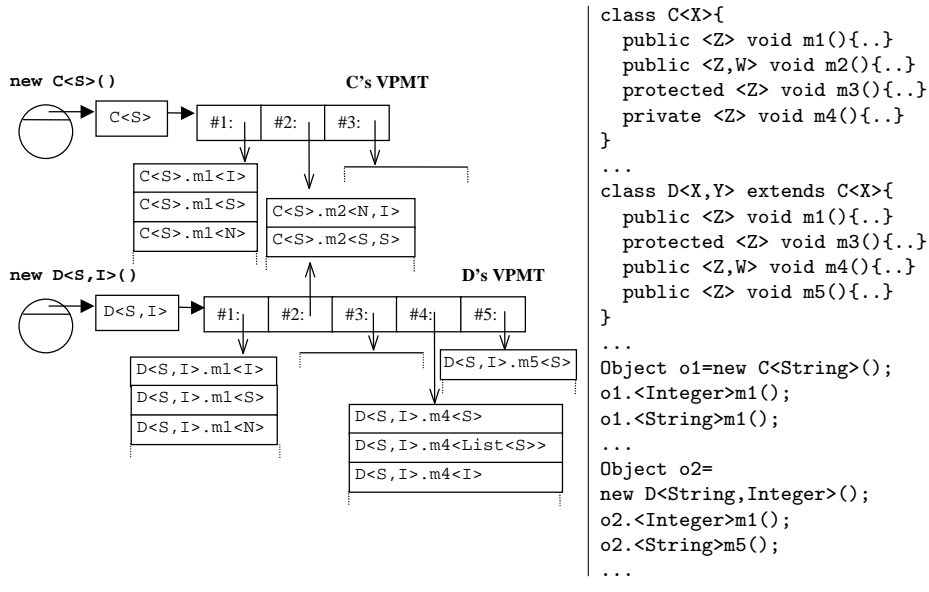 new C<S>()
C's VPMT
C<S>
#1:
#2:
#3:
C<S>.m1<I>
C<S>.m1<S>
C<S>.m1<N>
C<S>.m2<N,I>
C<S>.m2<S,S>
new D<S,I>()
D's VPMT
D<S,I>
#1:
#2:
#3:
#4:
#5:
D<S,I>.m1<I>
D<S,I>.m1<S>
D<S,I>.m1<N>
D<S,I>.m5<S>
D<S,I>.m4<S>
D<S,I>.m4<List<S>>
D<S,I>.m4<I>
class C<X>{
public <Z> void m1(){..}
public <Z,W> void m2(){..}
protected <Z> void m3(){..}
private <Z> void m4(){..}
}
...
class D<X,Y> extends C<X>{
public <Z> void m1(){..}
protected <Z> void m3(){..}
public <Z,W> void m4(){..}
public <Z> void m5(){..}
}
...
Object o1=new C<String>();
o1.<Integer>m1();
o1.<String>m1();
...
Object o2=
new D<String,Integer>();
o2.<Integer>m1();
o2.<String>m5();
...